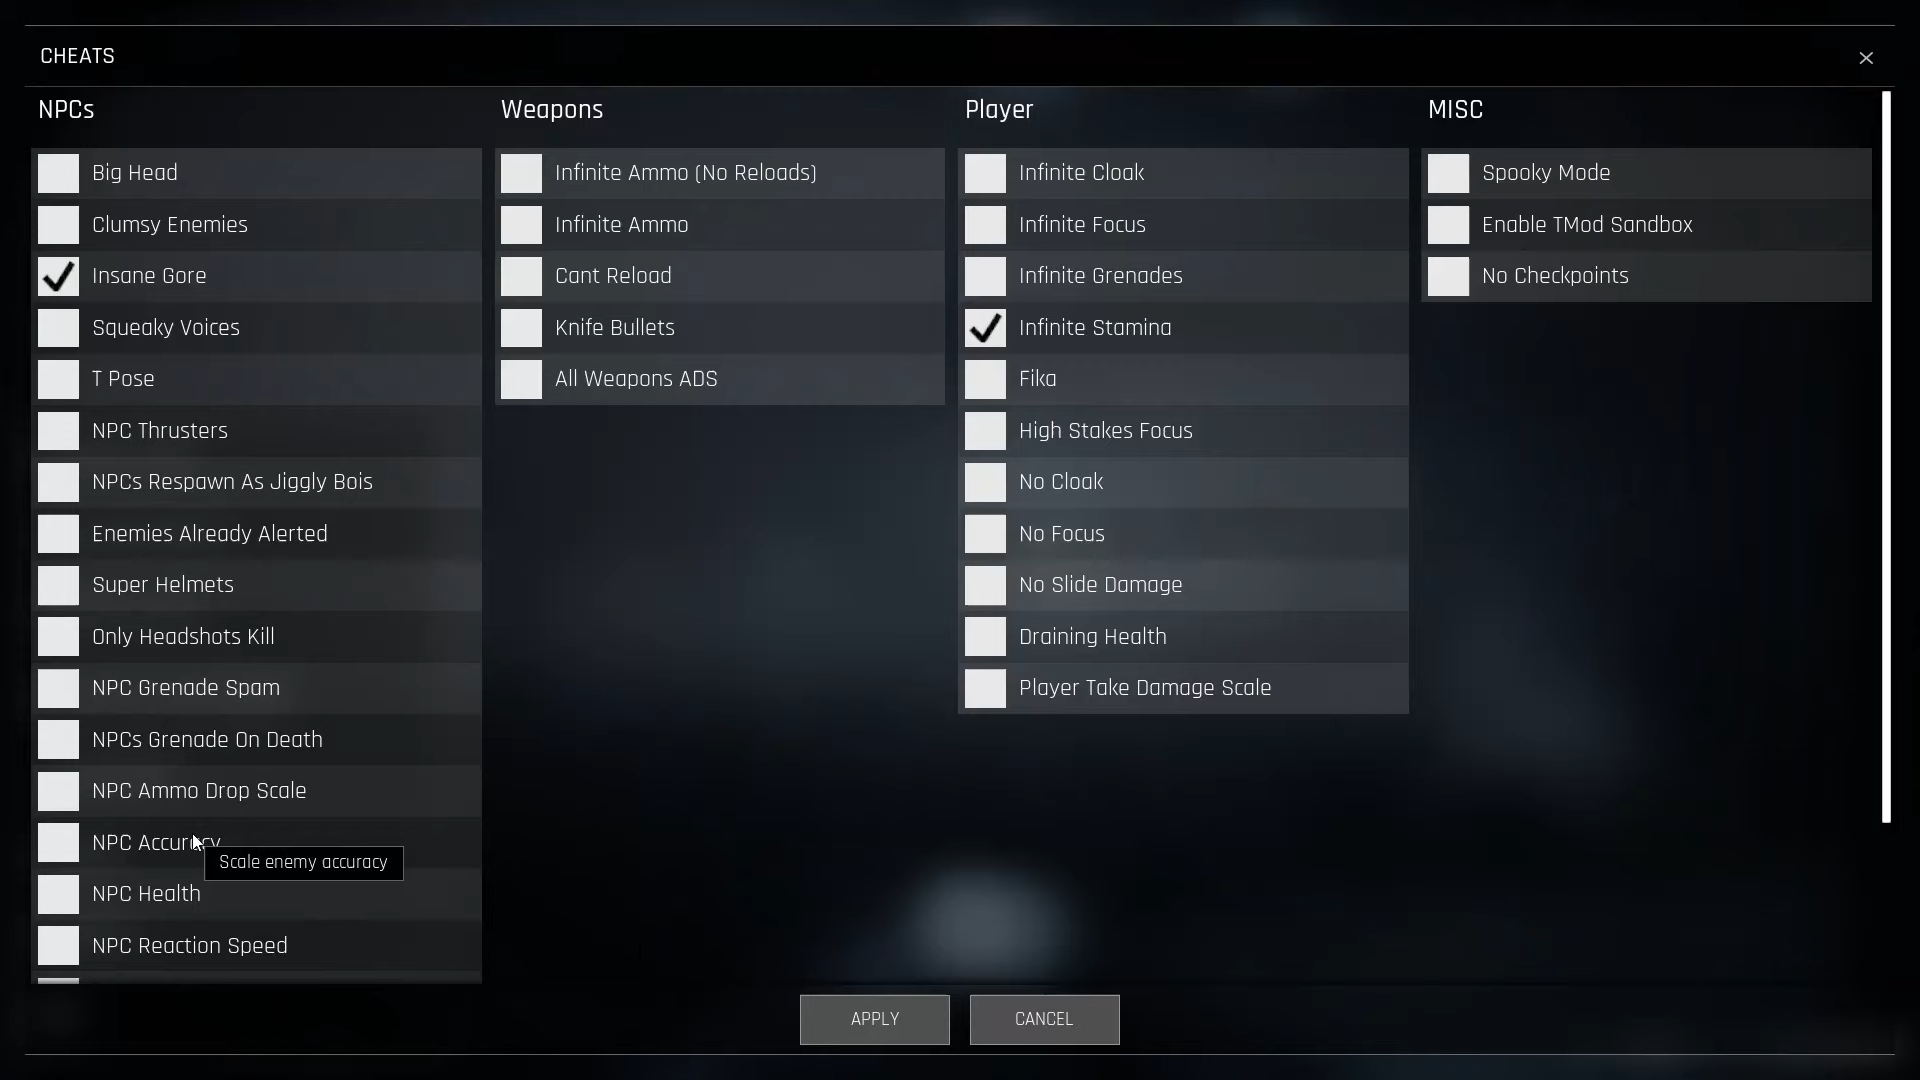 CHEATS
NPCs
Big Head
Clumsy Enemies
Insane Gore
Squeaky Voices
T Pose
NPC Thrusters
NPCs Respawn As Jiggly Bois
Enemies Already Alerted
Super Helmets
Only Headshots Kill
NPC Grenade Spam
NPCs Grenade On Death
NPC Ammo Drop Scale
NPC Accuracy
Scale enemy accuracy
NPC Health
NPC Reaction Speed
Weapons
Infinite Ammo (No Reloads)
Infinite Ammo
Cant Reload
Knife Bullets
All Weapons ADS
Player
Infinite Cloak
Infinite Focus
Infinite Grenades
Infinite Stamina
Fika
High Stakes Focus
No Cloak
No Focus
No Slide Damage
Draining Health
Player Take Damage Scale
MISC
Spooky Mode
Enable TMod Sandbox
No Checkpoints
APPLY
CANCEL